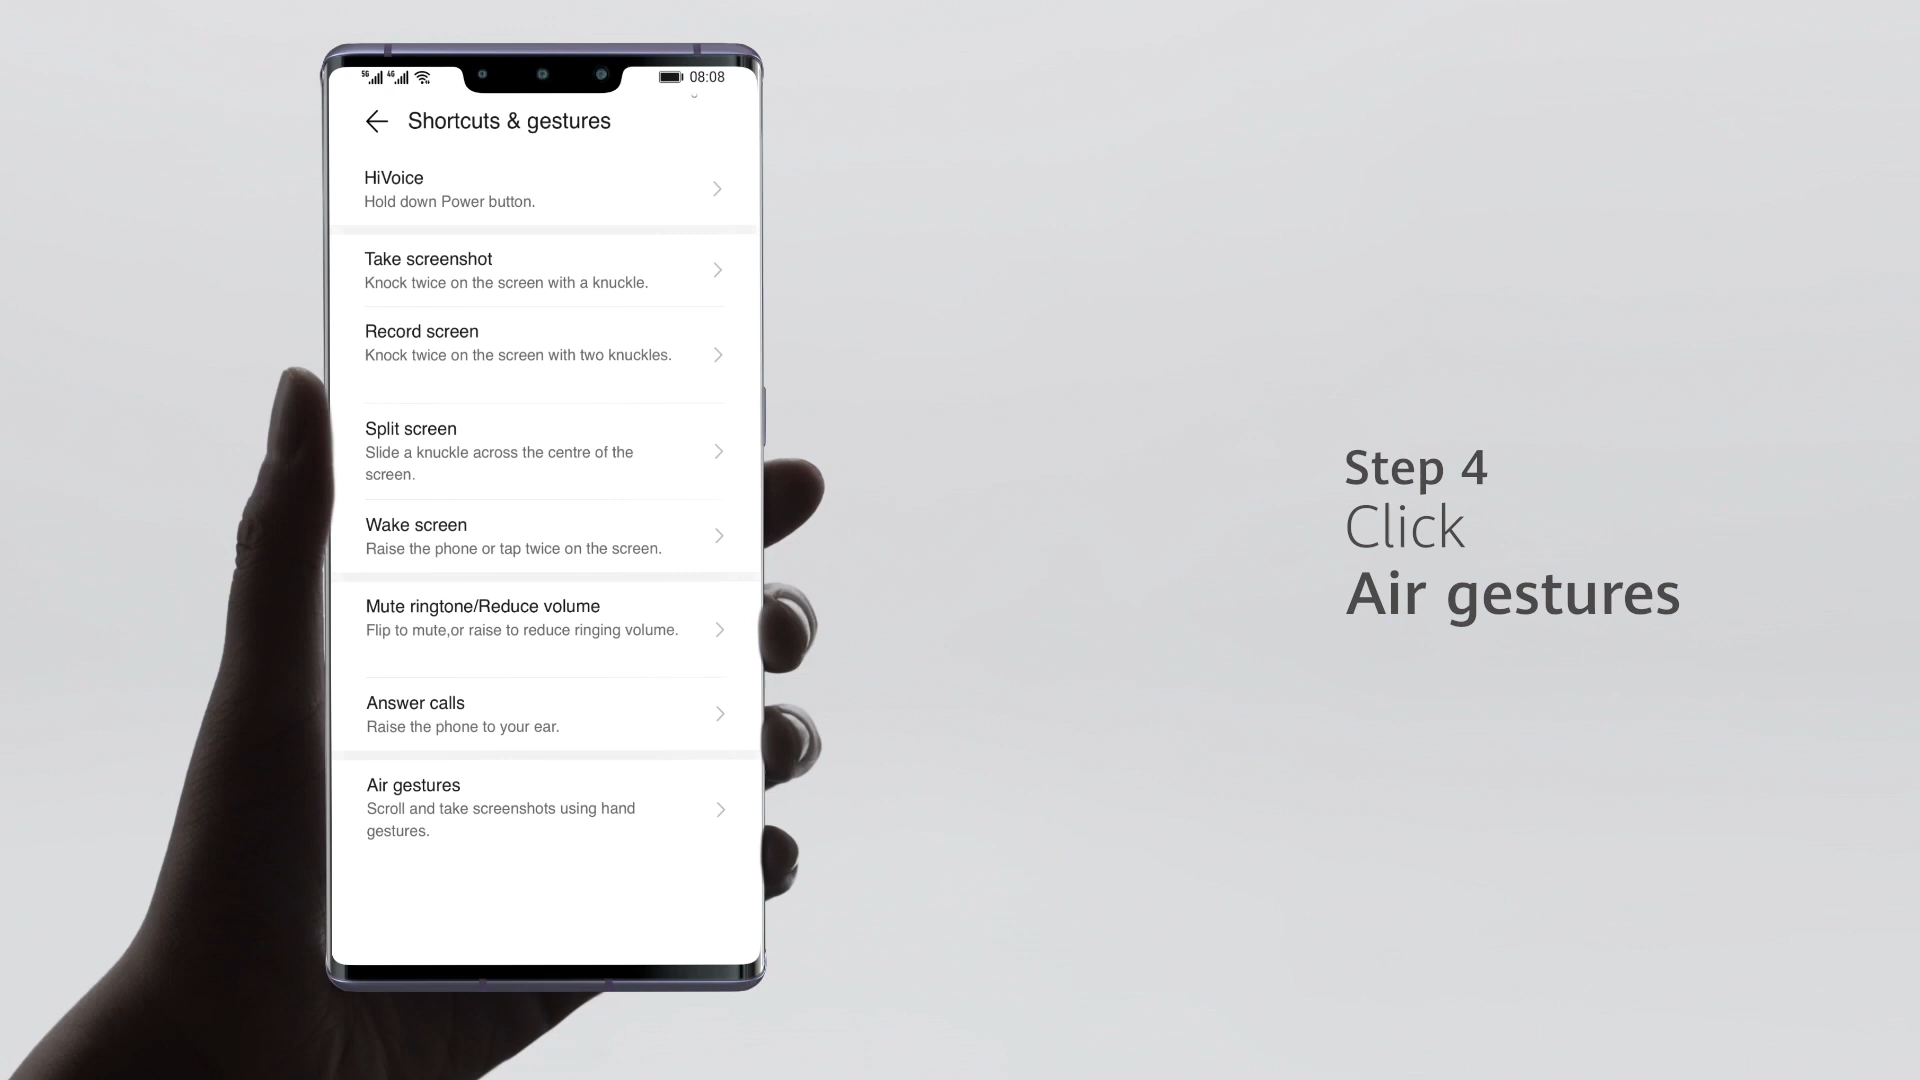 5G 4G 08:08
Shortcuts & gestures
HiVoice
Hold down Power button.
Take screenshot
Knock twice on the screen with a knuckle.
Record screen
Knock twice on the screen with two knuckles.
Split screen
Slide a knuckle across the centre of the
screen.
Wake screen
Raise the phone or tap twice on the screen.
Mute ringtone/Reduce volume
Flip to mute,or raise to reduce ringing volume.
Answer calls
Raise the phone to your ear.
Air gestures
Scroll and take screenshots using hand
gestures.
Step 4
Click
Air gestures